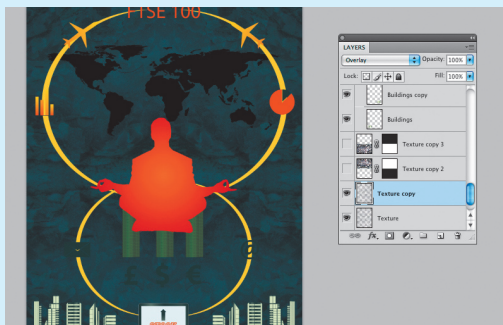 FTSE 100
LAYERS
Overlay
Opacity: 100%
Lock:
Fill: 100%
Buildings copy
Buildings
Texture copy 3
Texture copy 2
Texture copy
Texture
fx.
£ $ €